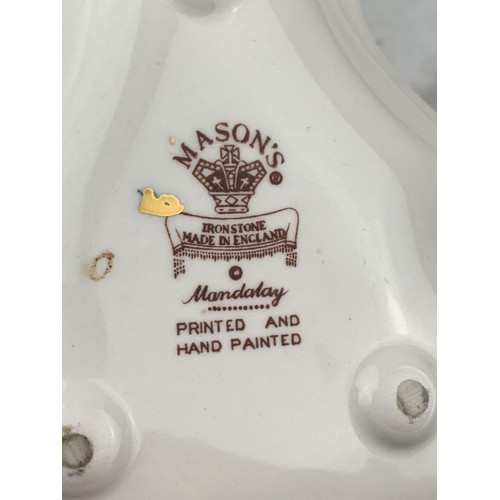 MASON'S
®
IRONSTONE
MADE IN ENGLAND
©
Mandalay
PRINTED AND
HAND PAINTED